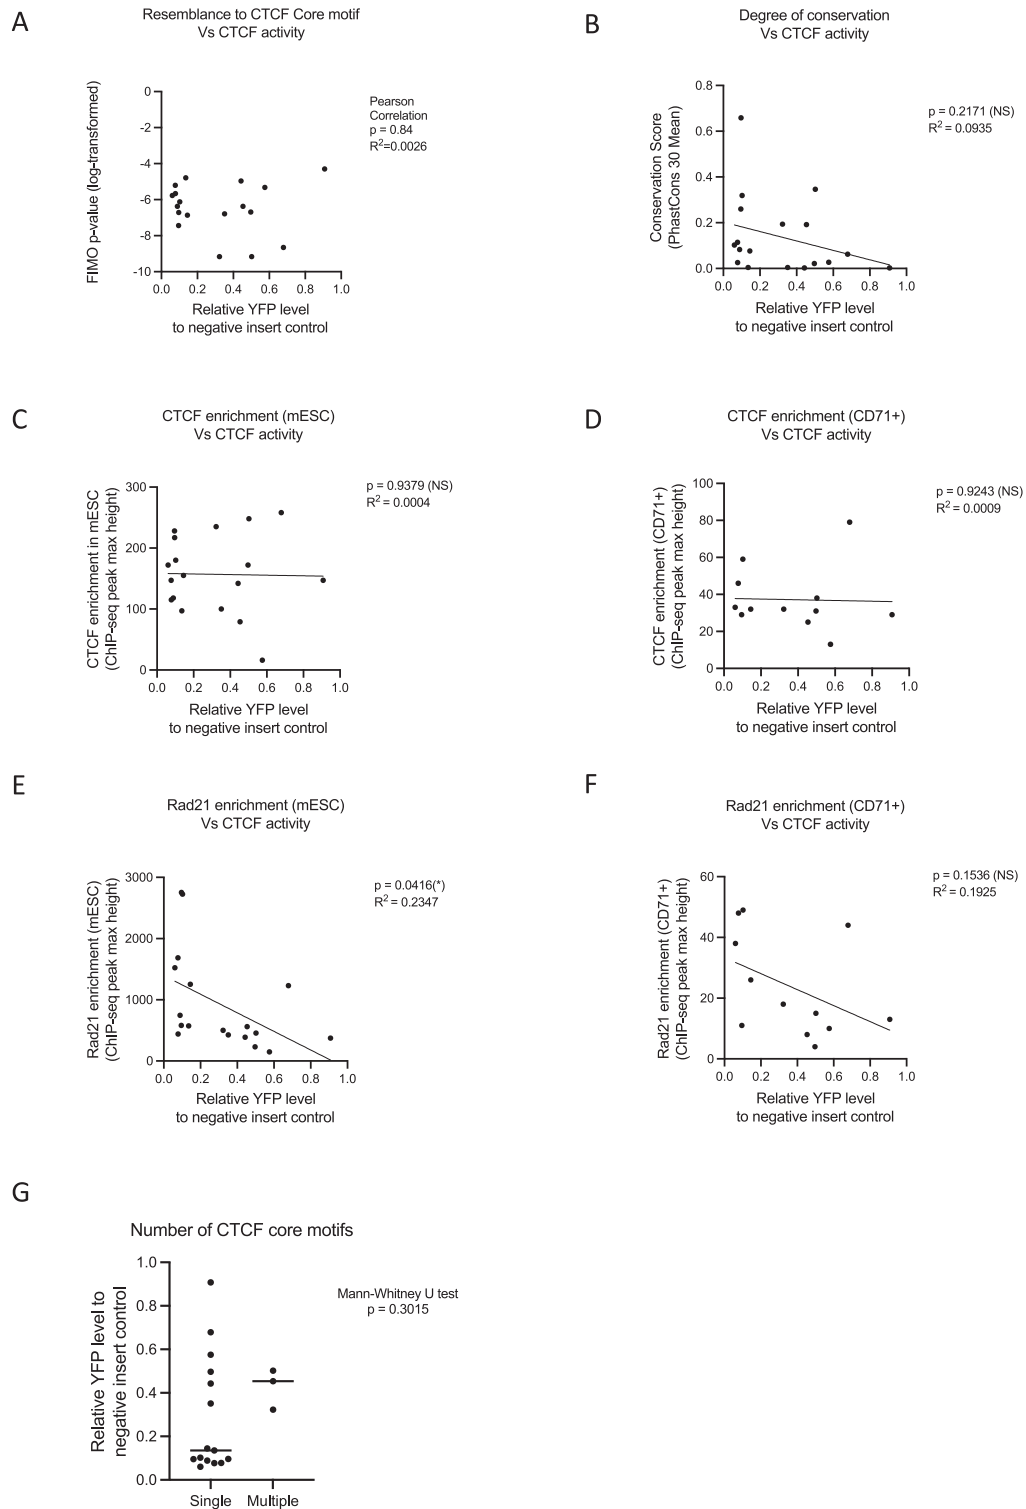 A
Resemblance to CTCF Core motif
Vs CTCF activity
FIMO p-value (log-transformed)
0
-2
-4
-6
-8
-10
0.0 0.2 0.4 0.6 0.8 1.0
Relative YFP level
to negative insert control
Pearson
Correlation
p = 0.84
R²=0.0026
B
Degree of conservation
Vs CTCF activity
Conservation Score
(PhastCons 30 Mean)
0.8
0.6
0.4
0.2
0.0
0.0 0.2 0.4 0.6 0.8 1.0
Relative YFP level
to negative insert control
p = 0.2171 (NS)
R² = 0.0935
C
CTCF enrichment (mESC)
Vs CTCF activity
CTCF enrichment in mESC
(ChIP-seq peak max height)
300
200
100
0
0.0 0.2 0.4 0.6 0.8 1.0
Relative YFP level
to negative insert control
p = 0.9379 (NS)
R² = 0.0004
D
CTCF enrichment (CD71+)
Vs CTCF activity
CTCF enrichment (CD71+)
(ChIP-seq peak max height)
100
80
60
40
20
0
0.0 0.2 0.4 0.6 0.8 1.0
Relative YFP level
to negative insert control
p = 0.9243 (NS)
R² = 0.0009
E
Rad21 enrichment (mESC)
Vs CTCF activity
Rad21 enrichment (mESC)
(ChIP-seq peak max height)
3000
2000
1000
0
0.0 0.2 0.4 0.6 0.8 1.0
Relative YFP level
to negative insert control
p = 0.0416(*)
R² = 0.2347
F
Rad21 enrichment (CD71+)
Vs CTCF activity
Rad21 enrichment (CD71+)
(ChIP-seq peak max height)
60
40
20
0
0.0 0.2 0.4 0.6 0.8 1.0
Relative YFP level
to negative insert control
p = 0.1536 (NS)
R² = 0.1925
G
Number of CTCF core motifs
Relative YFP level to
negative insert control
1.0
0.8
0.6
0.4
0.2
0.0
Single Multiple
Mann-Whitney U test
p = 0.3015